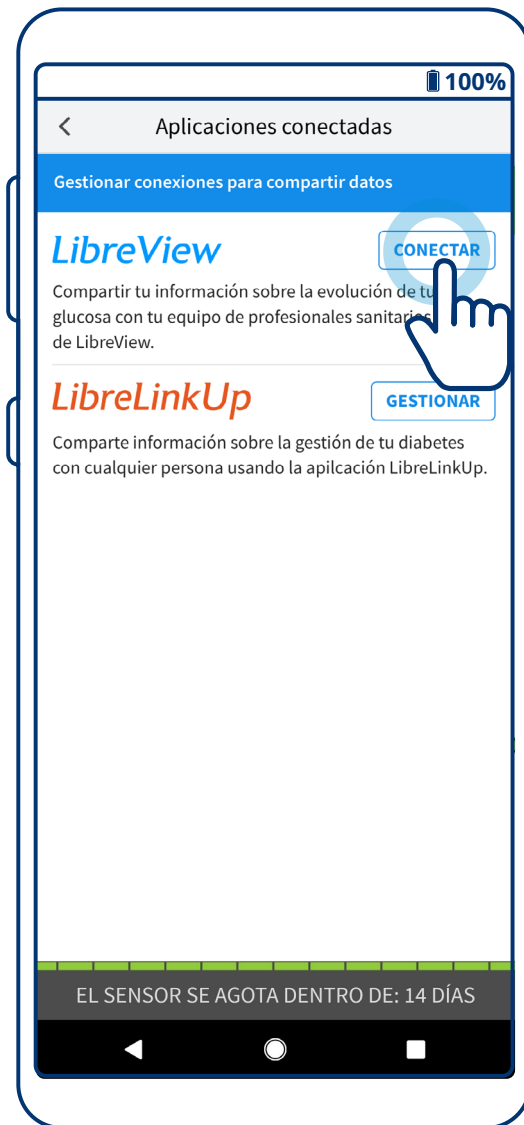 100%
Aplicaciones conectadas
Gestionar conexiones para compartir datos
LibreView
CONECTAR
Compartir tu información sobre la evolución de tu
glucosa con tu equipo de profesionales sanitarios
de LibreView.
LibreLinkUp
GESTIONAR
Comparte información sobre la gestión de tu diabetes
con cualquier persona usando la apilcación LibreLinkUp.
EL SENSOR SE AGOTA DENTRO DE: 14 DÍAS